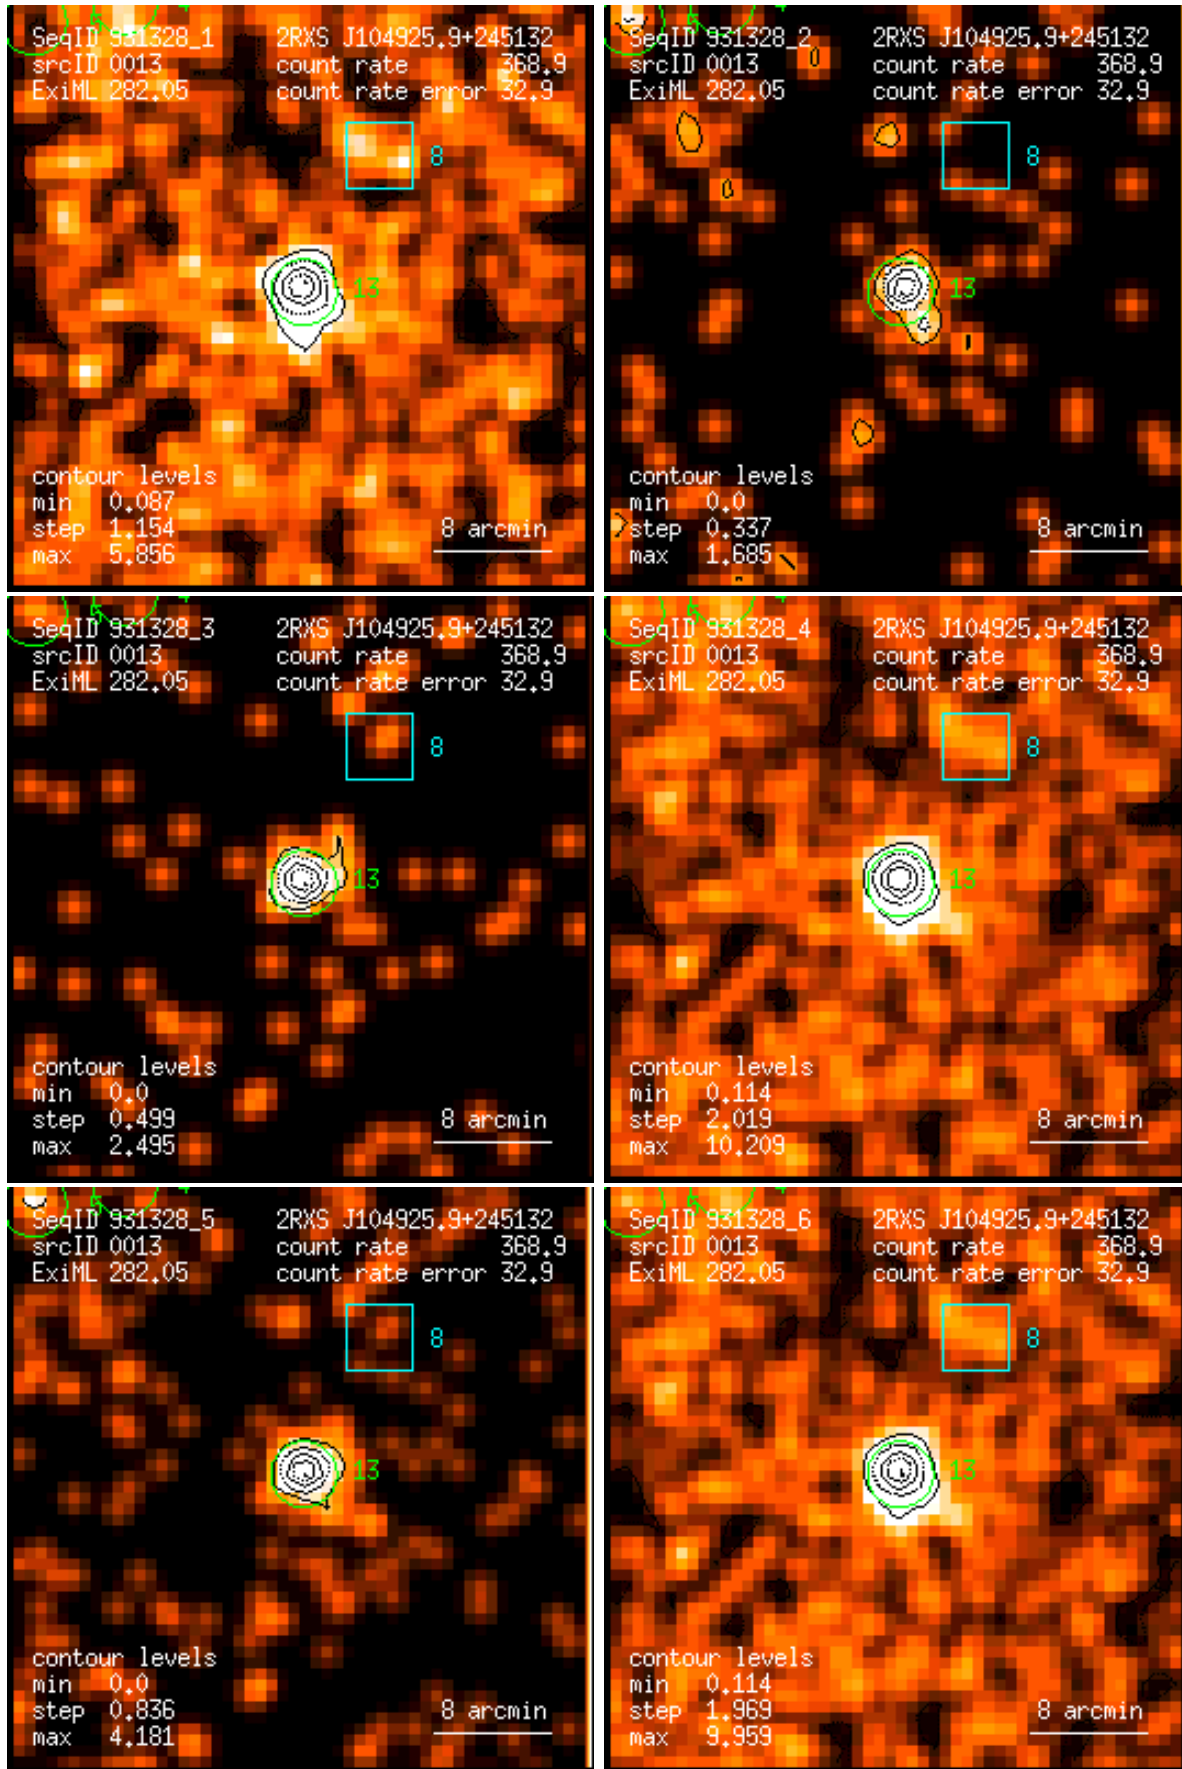 SeqID 931328_1 2RXS J104925.9+245132
srcID 0013 count rate 368.9
ExiML 282.05 count rate error 32.9
8
13
contour levels
min 0.087
step 1.154
max 5.856
8 arcmin
SeqID 931328_2 2RXS J104925.9+245132
srcID 0013 count rate 368.9
ExiML 282.05 count rate error 32.9
8
13
contour levels
min 0.0
step 0.337
max 1.685
8 arcmin
SeqID 931328_3 2RXS J104925.9+245132
srcID 0013 count rate 368.9
ExiML 282.05 count rate error 32.9
8
13
contour levels
min 0.0
step 0.499
max 2.495
8 arcmin
SeqID 931328_4 2RXS J104925.9+245132
srcID 0013 count rate 368.9
ExiML 282.05 count rate error 32.9
8
13
contour levels
min 0.114
step 2.019
max 10.209
8 arcmin
SeqID 931328_5 2RXS J104925.9+245132
srcID 0013 count rate 368.9
ExiML 282.05 count rate error 32.9
8
13
contour levels
min 0.0
step 0.836
max 4.181
8 arcmin
SeqID 931328_6 2RXS J104925.9+245132
srcID 0013 count rate 368.9
ExiML 282.05 count rate error 32.9
8
13
contour levels
min 0.114
step 1.969
max 9.959
8 arcmin